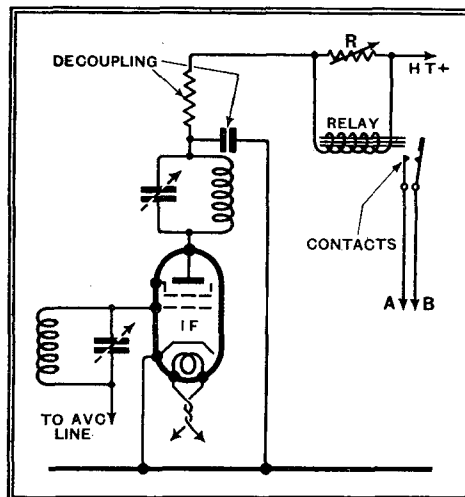 DECOUPLING
R
HT+
RELAY
CONTACTS
A B
IF
TO AVC
LINE